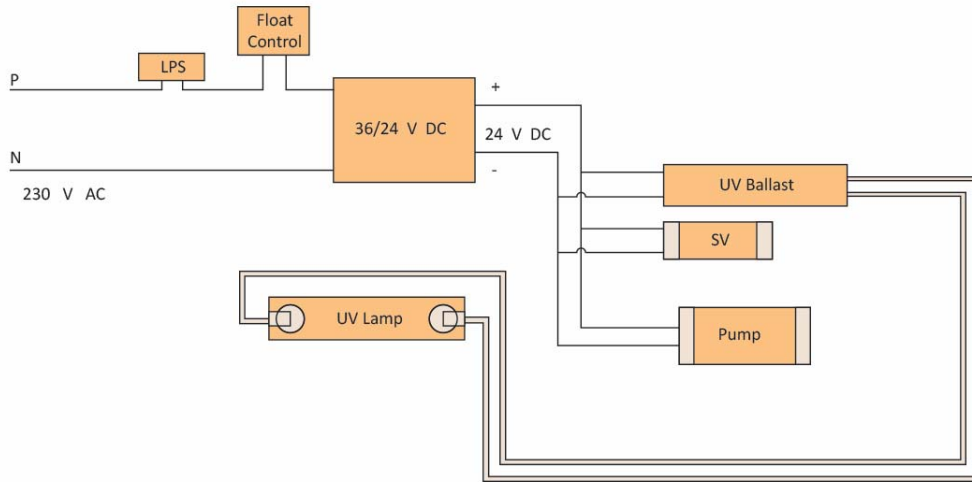 Float
Control
LPS
P
+
36/24 V DC
24 V DC
N
-
230 V AC
UV Ballast
SV
UV Lamp
Pump